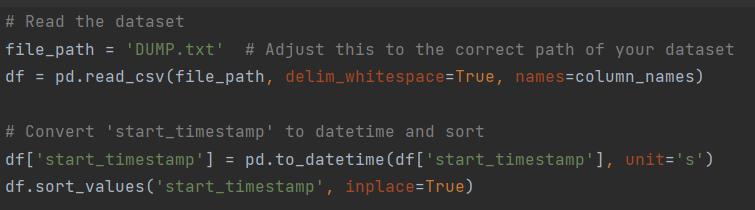 # Read the dataset
file_path = 'DUMP.txt'  # Adjust this to the correct path of your dataset
df = pd.read_csv(file_path, delim_whitespace=True, names=column_names)
# Convert 'start_timestamp' to datetime and sort
df['start_timestamp'] = pd.to_datetime(df['start_timestamp'], unit='s')
df.sort_values('start_timestamp', inplace=True)